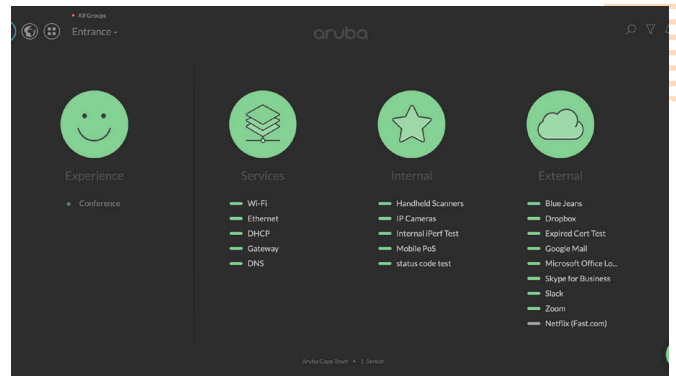 All Groups
Entrance
aruba
Experience
Conference
Services
Wi-Fi
Ethernet
DHCP
Gateway
DNS
Internal
Handheld Scanners
IP Cameras
Internal iPerf Test
Mobile PoS
status code test
External
Blue Jeans
Dropbox
Expired Cert Test
Google Mail
Microsoft Office Lo...
Skype for Business
Slack
Zoom
Netflix (Fast.com)
Aruba Cape Town • 1 Sensor